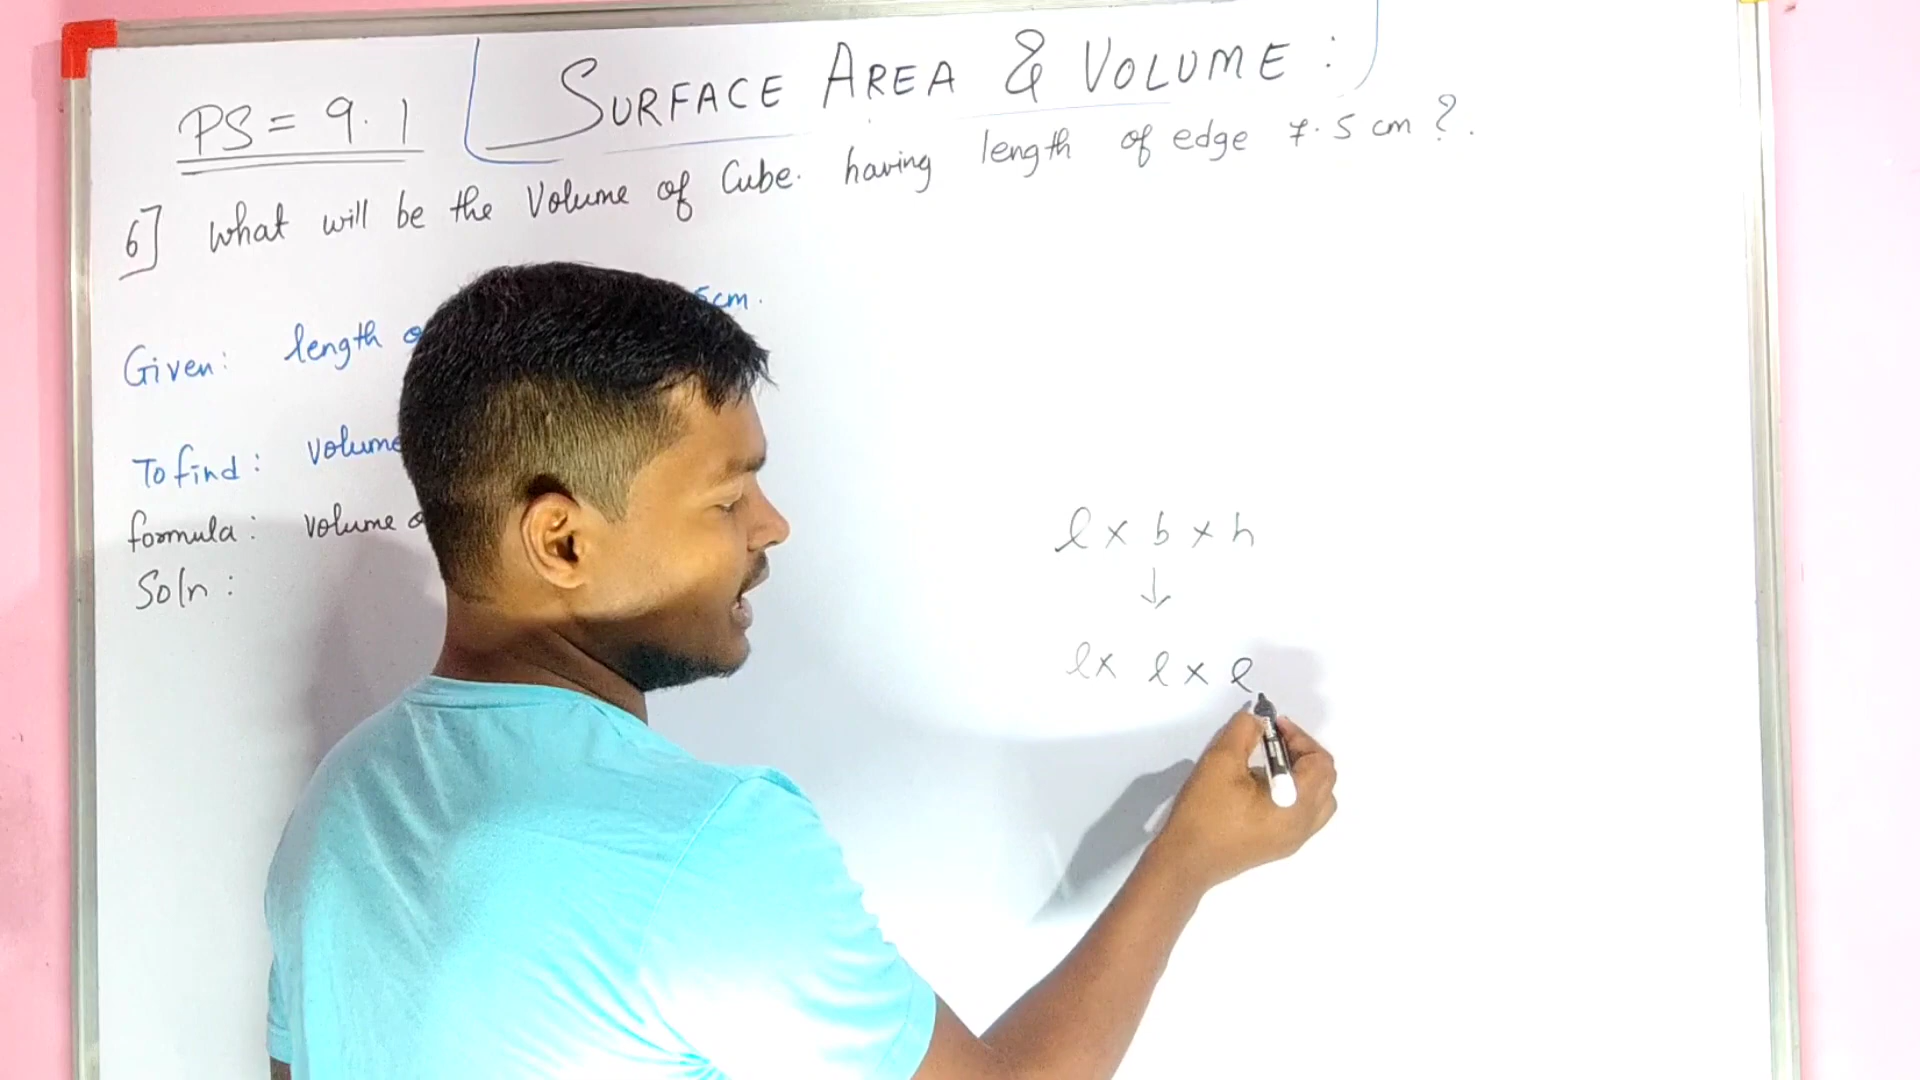 PS = 9.1
SURFACE AREA & VOLUME :
6] What will be the Volume of Cube. having length of edge 7.5 cm ?.
Given: length 5cm.
To find: volume
formula: volume
Soln :
l x b x h
↓
l x l x l